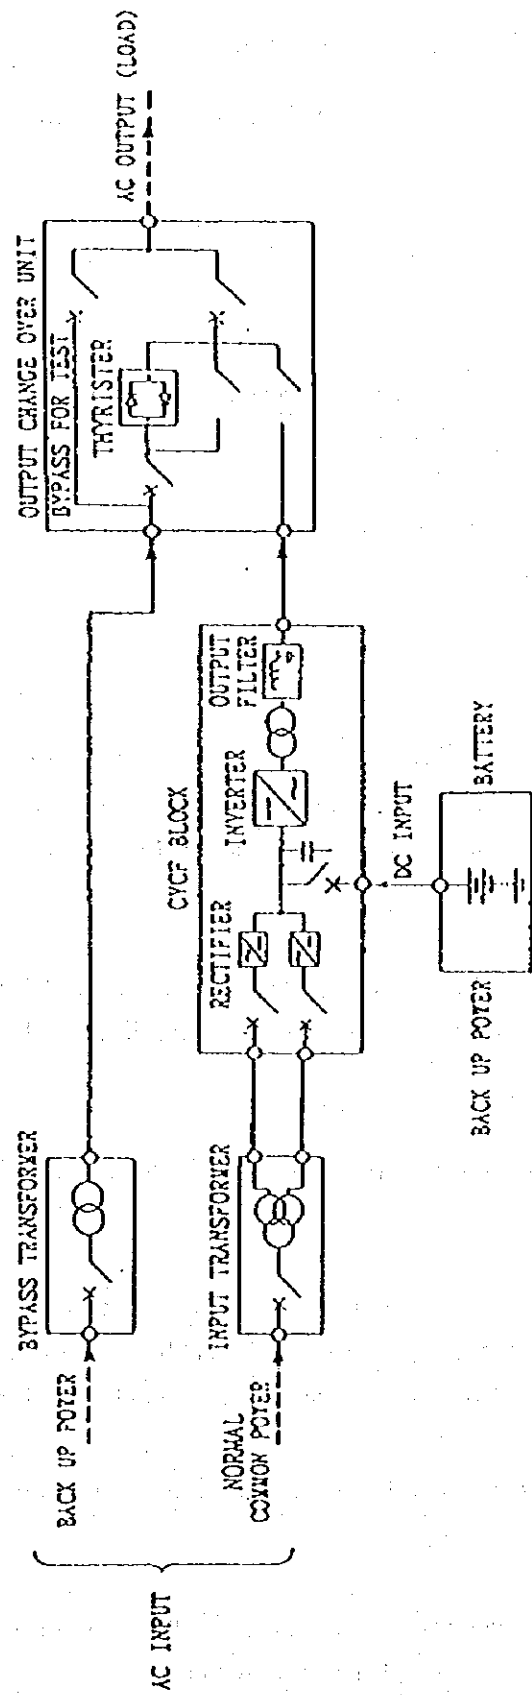 AC INPUT
BACK UP POWER
BYPASS TRANSFORMER
NORMAL
COMMON POWER
INPUT TRANSFORMER
CVCF BLOCK
RECTIFIER
INVERTER
OUTPUT
FILTER
DC INPUT
BACK UP POWER
BATTERY
OUTPUT CHANGE OVER UNIT
BYPASS FOR TEST
THYRISTER
AC OUTPUT (LOAD)